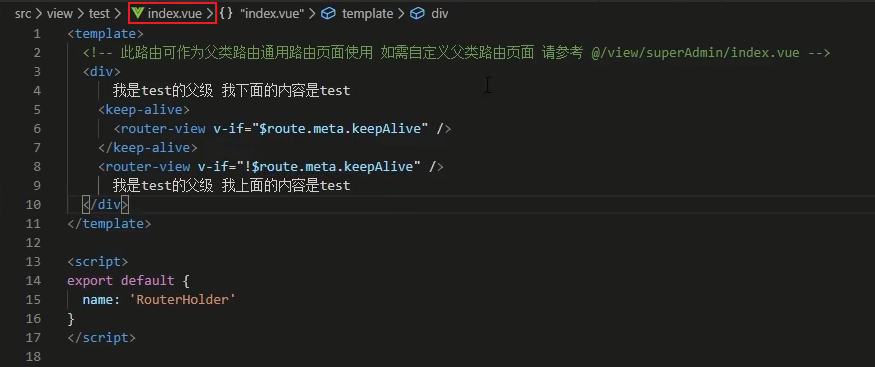 src > view > test > index.vue > {} "index.vue" > template > div
1 <template>
2 <!-- 此路由可作为父类路由通用路由页面使用 如需自定义父类路由页面 请参考 @/view/superAdmin/index.vue -->
3 <div>
4 我是test的父级 我下面的内容是test
5 <keep-alive>
6 <router-view v-if="$route.meta.keepAlive" />
7 </keep-alive>
8 <router-view v-if="!$route.meta.keepAlive" />
9 我是test的父级 我上面的内容是test
10 </div>
11 </template>
12
13 <script>
14 export default {
15 name: 'RouterHolder'
16 }
17 </script>
18